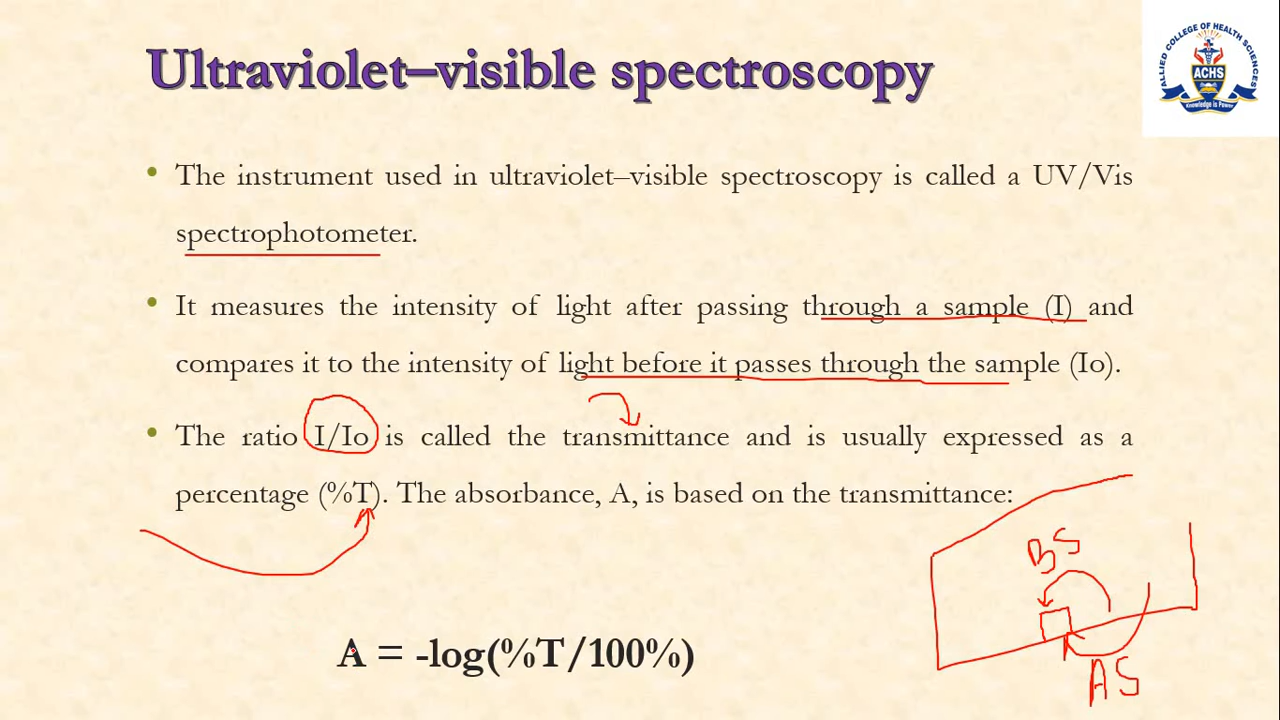 Ultraviolet–visible spectroscopy
ALLIED COLLEGE OF HEALTH SCIENCES
ACHS
Knowledge is Power
• The instrument used in ultraviolet–visible spectroscopy is called a UV/Vis
spectrophotometer.
• It measures the intensity of light after passing through a sample (I) and
compares it to the intensity of light before it passes through the sample (Io).
• The ratio I/Io is called the transmittance and is usually expressed as a
percentage (%T). The absorbance, A, is based on the transmittance:
BS
A = -log(%T/100%)
AS